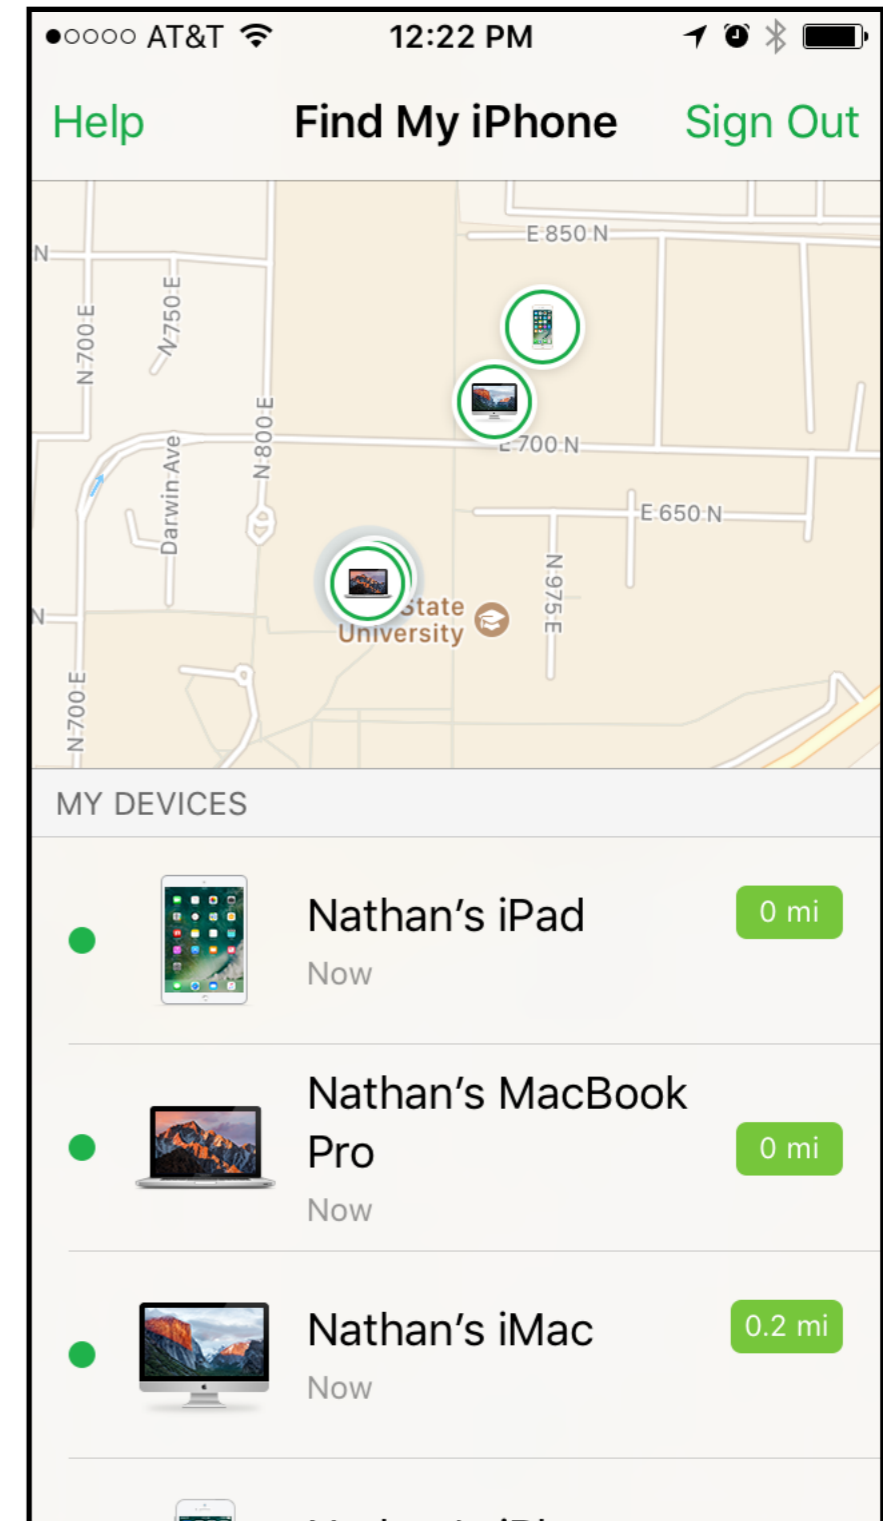 AT&T 12:22 PM
Help Find My iPhone Sign Out
E 850 N
N
N 700 E
N 750 E
N 800 E
E 700 N
Darwin Ave
E 650 N
N 975 E
State
University
N
N 700 E
MY DEVICES
Nathan's iPad
0 mi
Now
Nathan's MacBook
Pro
0 mi
Now
Nathan's iMac
0.2 mi
Now